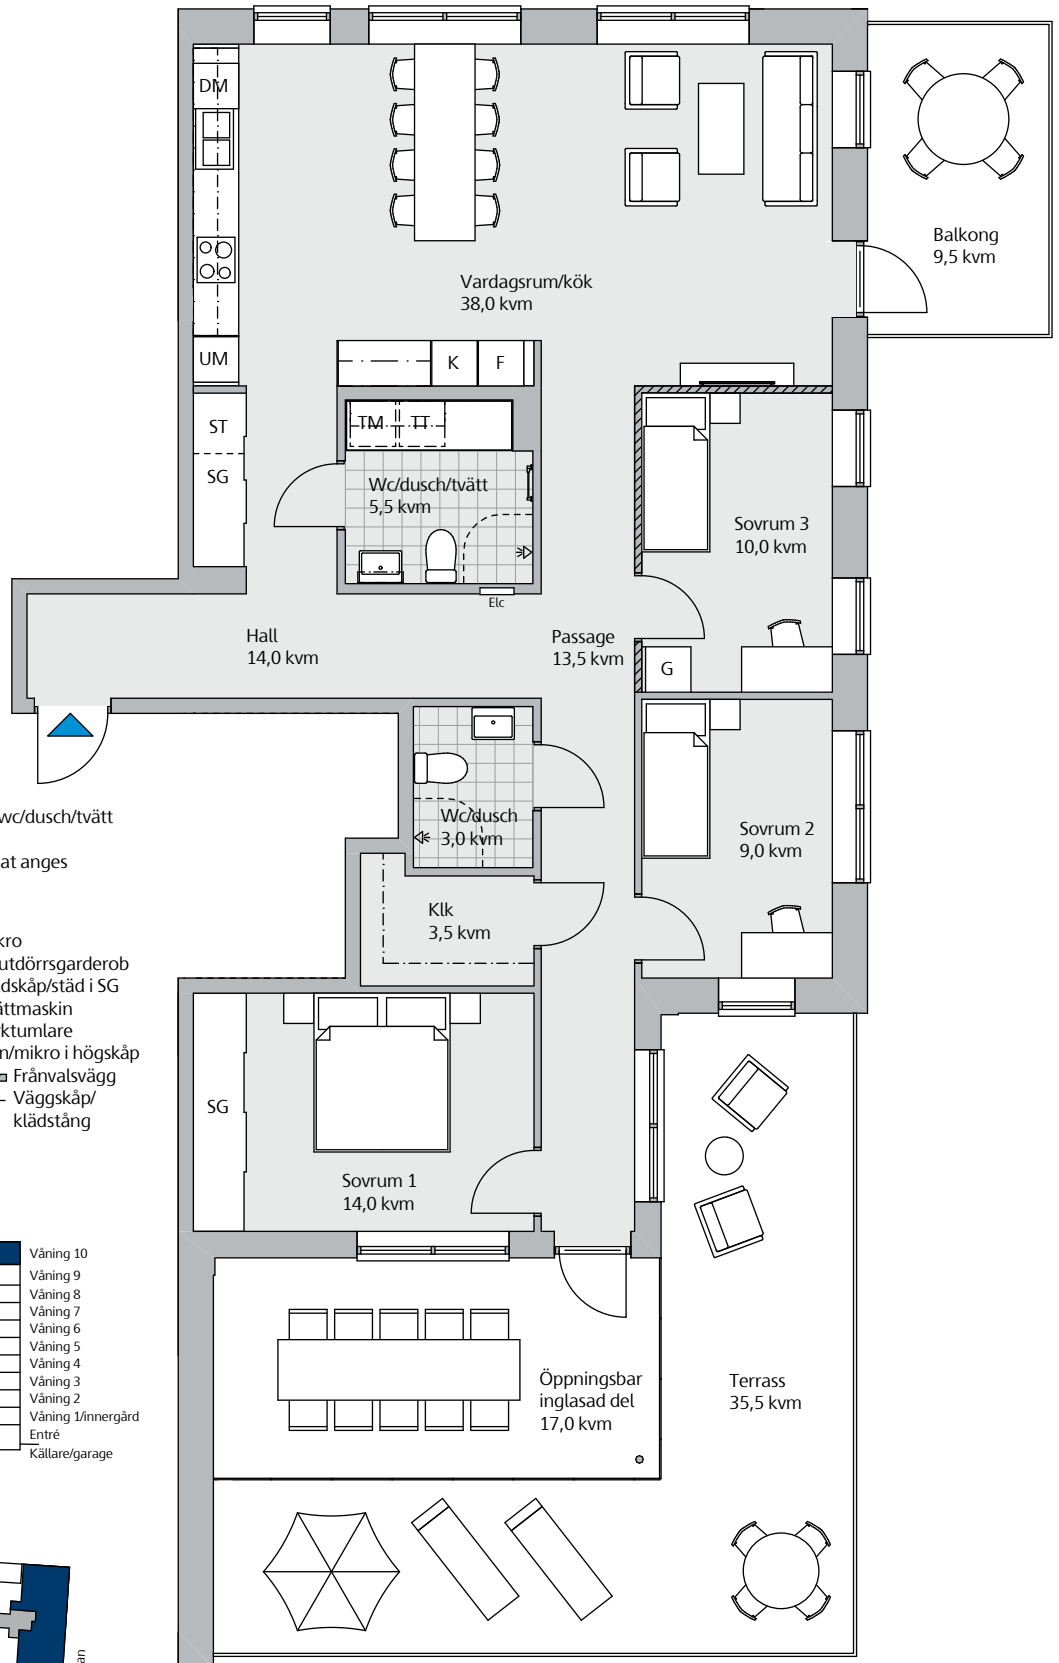 DM
Balkong
9,5 kvm
Vardagsrum/kök
38,0 kvm
UM
K
F
ST
SG
TM
TT
Wc/dusch/tvätt
5,5 kvm
Sovrum 3
10,0 kvm
Elc
Hall
14,0 kvm
Passage
13,5 kvm
G
Wc/dusch
3,0 kvm
Sovrum 2
9,0 kvm
Klk
3,5 kvm
wc/dusch/tvätt
at anges
kro
utdörrsgarderob
dskåp/städ i SG
ättmaskin
ktumlare
n/mikro i högskåp
Frånvalsvägg
Väggskåp/
klädstång
SG
Sovrum 1
14,0 kvm
Våning 10
Våning 9
Våning 8
Våning 7
Våning 6
Våning 5
Våning 4
Våning 3
Våning 2
Våning 1/innergård
Entré
Källare/garage
Öppningsbar
inglasad del
17,0 kvm
Terrass
35,5 kvm
an